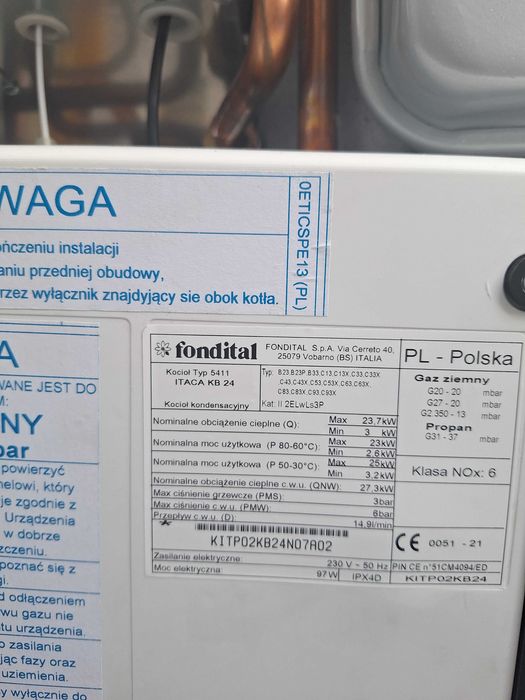 WAGA
ończeniu instalacji
aniu przedniej obudowy,
rzez wyłącznik znajdujący sie obok kotła.
0ETICSPE13 (PL)
A
WANE JEST DO
M:
NY
bar
powierzyć
nelowi, który
je zgodnie z
Urządzenia
w dobrze
szczeniu.
poznać się z
gi.
d odłączeniem
wu gazu nie
tu urządzenia.
o zasilania
jąc fazy oraz
uziemienia.
y wyłącznie do
fondital
FONDITAL S.p.A. Via Cerreto 40,
25079 Vobarno (BS) ITALIA
PL - Polska
Kocioł Typ 5411
ITACA KB 24
Kocioł kondensacyjny
Typ: B23,B23P,B33,C13,C13X,C33,C33X
,C43,C43X,C53,C53X,C63,C63X,
C83,C83X,C93,C93X
Kat: II 2ELwLs3P
Gaz ziemny
G20 - 20 mbar
G27 - 20 mbar
G2.350 - 13 mbar
Propan
G31 - 37 mbar
Klasa NOx: 6
Nominalne obciążenie cieplne (Q): Max 23,7kW
Min 3 kW
Nominalna moc użytkowa (P 80-60°C): Max 23kW
Min 2,6kW
Nominalna moc użytkowa (P 50-30°C): Max 25kW
Min 3,2kW
Nominalne obciążenie cieplne c.w.u. (QNW): 27,3kW
Max ciśnienie grzewcze (PMS): 3bar
Max ciśnienie c.w.u. (PMW): 6bar
Przepływ c.w.u. (D): 14,9l/min
KITP02KB24N07A02
CE 0051 - 21
Zasilanie elektryczne: 230 V ~ 50 Hz
PIN CE n°51CM4094/ED
Moc elektryczna: 97W IPX4D
KITP02KB24